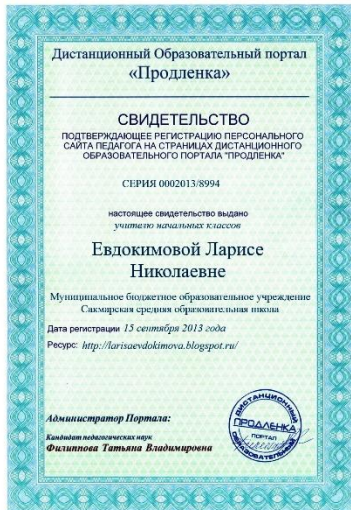 Дистанционный Образовательный портал
«Продленка»
СВИДЕТЕЛЬСТВО
ПОДТВЕРЖДАЮЩЕЕ РЕГИСТРАЦИЮ ПЕРСОНАЛЬНОГО
САЙТА ПЕДАГОГА НА СТРАНИЦАХ ДИСТАНЦИОННОГО
ОБРАЗОВАТЕЛЬНОГО ПОРТАЛА "ПРОДЛЕНКА"
СЕРИЯ 0002013/8994
настоящее свидетельство выдано
учителю начальных классов
Евдокимовой Ларисе
Николаевне
Муниципальное бюджетное образовательное учреждение
Сакмарская средняя образовательная школа
Дата регистрации 15 сентября 2013 года
Ресурс: http://larisaevdokimova.blogspot.ru/
Администратор Портала:
Кандидат педагогических наук
Филиппова Татьяна Владимировна
ДИСТАНЦИОННЫЙ
ПРОДЛЕНКА
ПОРТАЛ
ОБРАЗОВАТЕЛЬНЫЙ